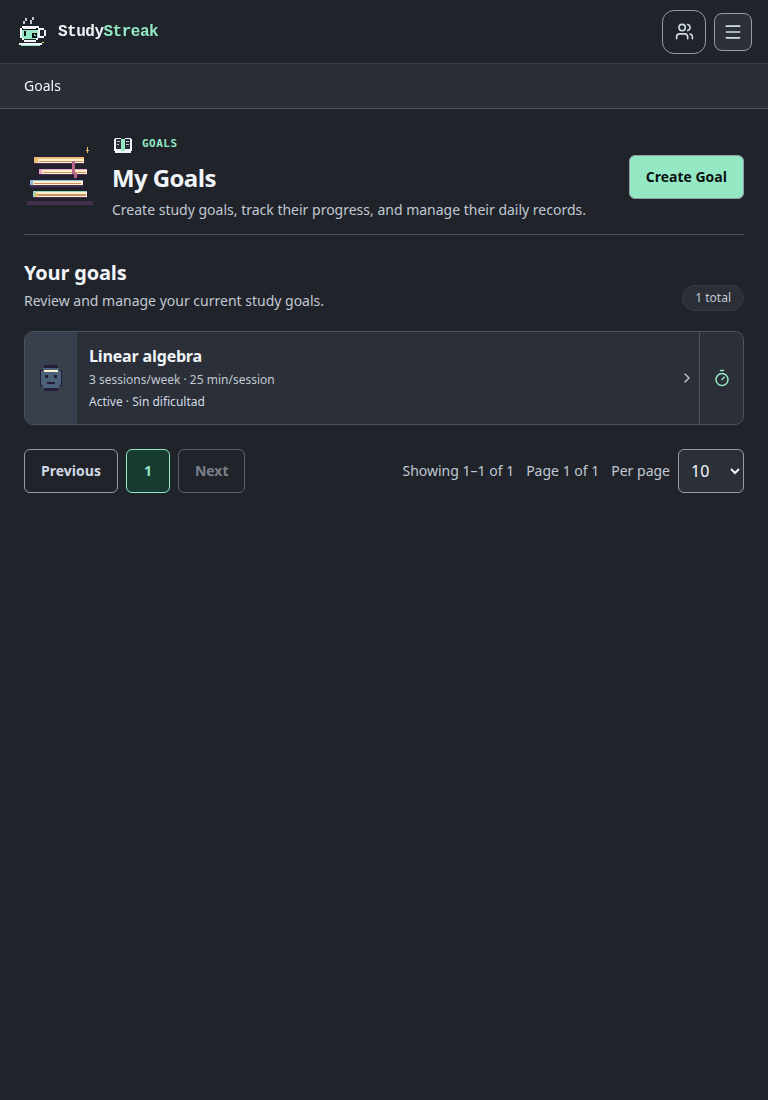 StudyStreak
Goals
GOALS
My Goals
Create study goals, track their progress, and manage their daily records.
Create Goal
Your goals
Review and manage your current study goals.
1 total
Linear algebra
3 sessions/week · 25 min/session
Active · Sin dificultad
Previous 1 Next Showing 1–1 of 1 Page 1 of 1 Per page 10